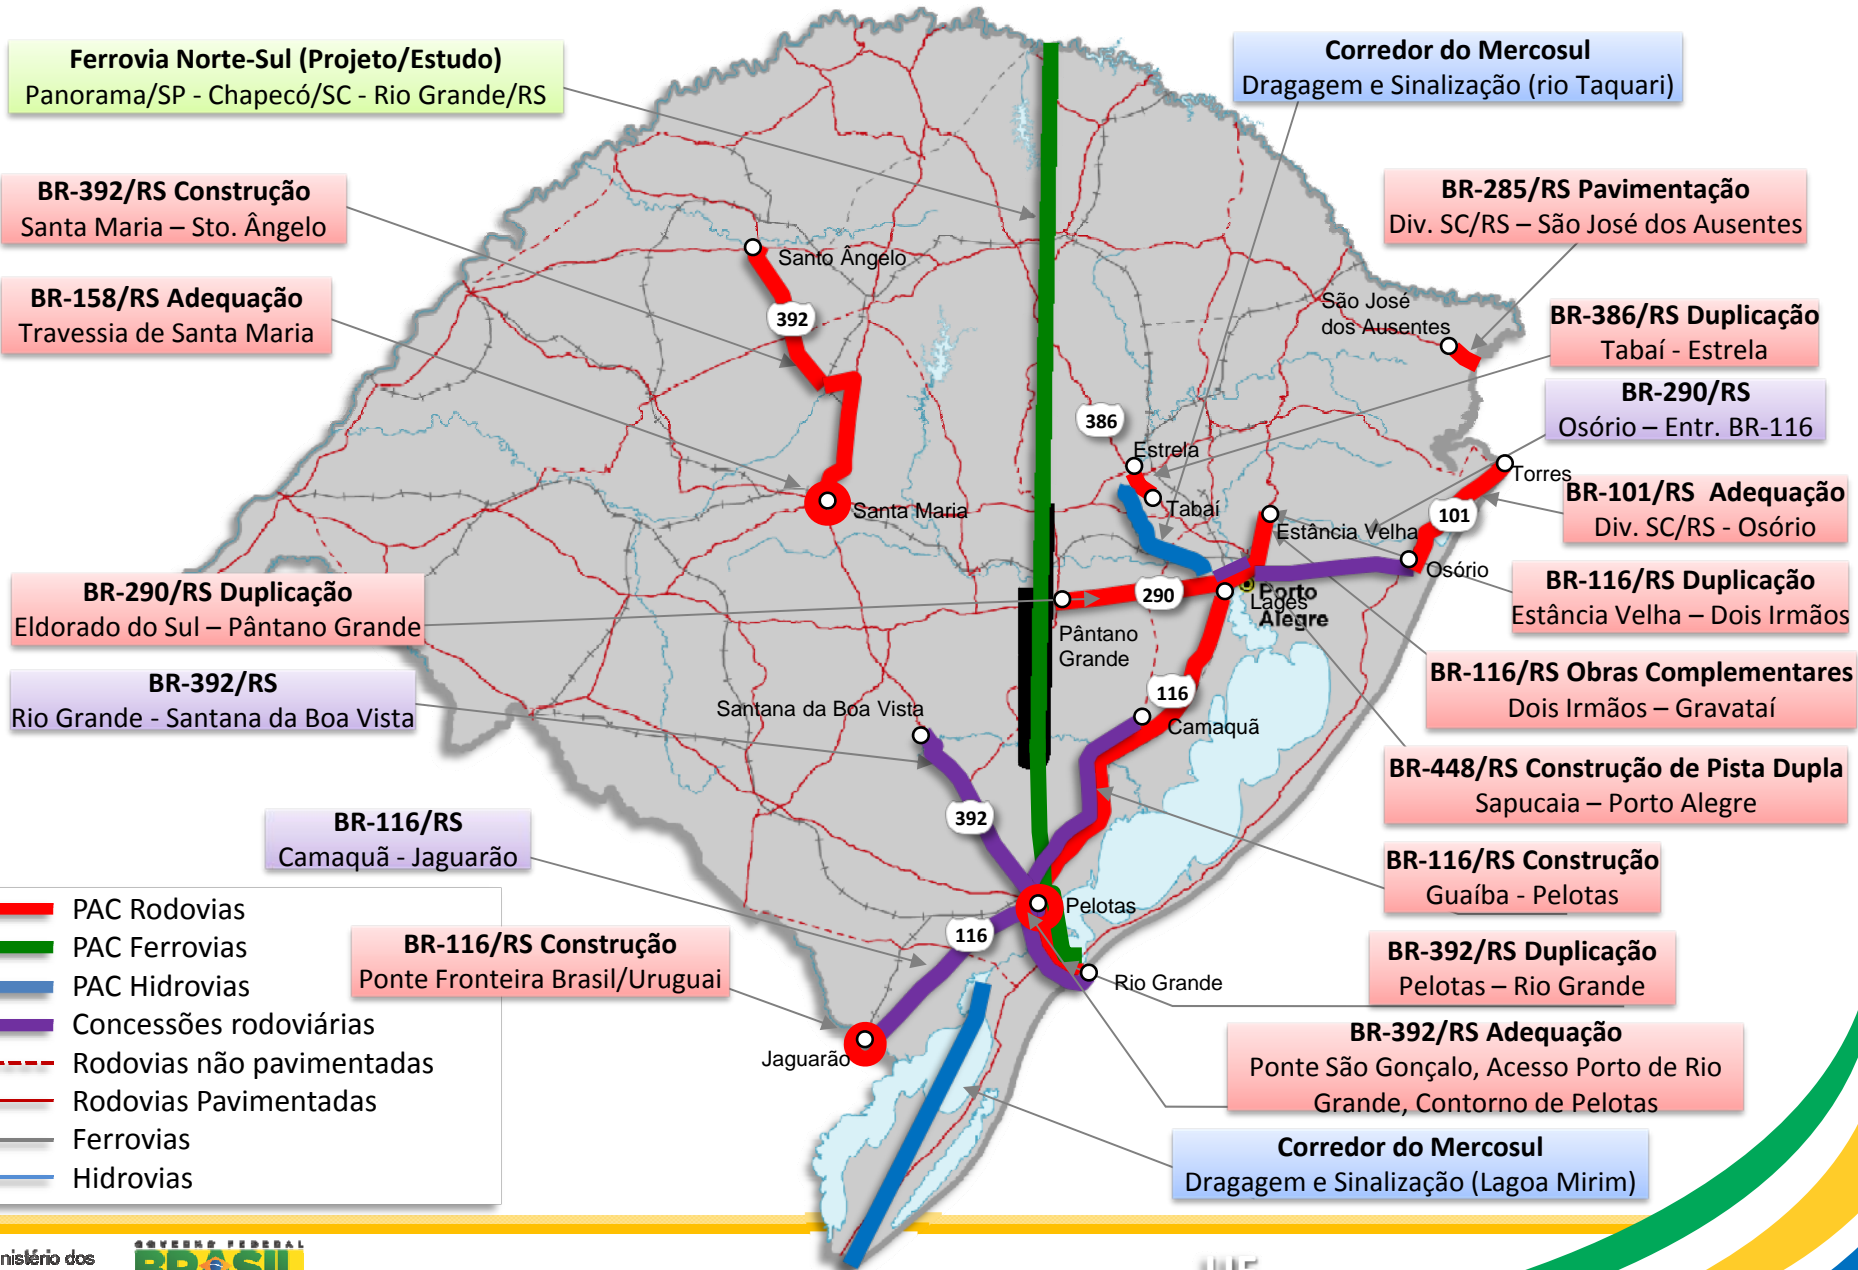 Ferrovia Norte-Sul (Projeto/Estudo)
Panorama/SP - Chapecó/SC - Rio Grande/RS
Corredor do Mercosul
Dragagem e Sinalização (rio Taquari)
BR-392/RS Construção
Santa Maria – Sto. Ângelo
BR-285/RS Pavimentação
Div. SC/RS – São José dos Ausentes
BR-158/RS Adequação
Travessia de Santa Maria
Santo Ângelo
392
São José
dos Ausentes
BR-386/RS Duplicação
Tabaí - Estrela
BR-290/RS
Osório – Entr. BR-116
386
Estrela
Torres
Tabaí
Santa Maria
Estância Velha
101
BR-101/RS Adequação
Div. SC/RS - Osório
Osório
BR-290/RS Duplicação
Eldorado do Sul – Pântano Grande
290
Lages
Porto
Alegre
BR-116/RS Duplicação
Estância Velha – Dois Irmãos
Pântano
Grande
BR-392/RS
Rio Grande - Santana da Boa Vista
BR-116/RS Obras Complementares
Dois Irmãos – Gravataí
116
Santana da Boa Vista
Camaquã
BR-448/RS Construção de Pista Dupla
Sapucaia – Porto Alegre
392
BR-116/RS
Camaquã - Jaguarão
BR-116/RS Construção
Guaíba - Pelotas
Pelotas
116
BR-116/RS Construção
Ponte Fronteira Brasil/Uruguai
BR-392/RS Duplicação
Pelotas – Rio Grande
Rio Grande
Jaguarão
BR-392/RS Adequação
Ponte São Gonçalo, Acesso Porto de Rio
Grande, Contorno de Pelotas
Corredor do Mercosul
Dragagem e Sinalização (Lagoa Mirim)
PAC Rodovias
PAC Ferrovias
PAC Hidrovias
Concessões rodoviárias
Rodovias não pavimentadas
Rodovias Pavimentadas
Ferrovias
Hidrovias
nistério dos
GOVERNO FEDERAL
BRASIL